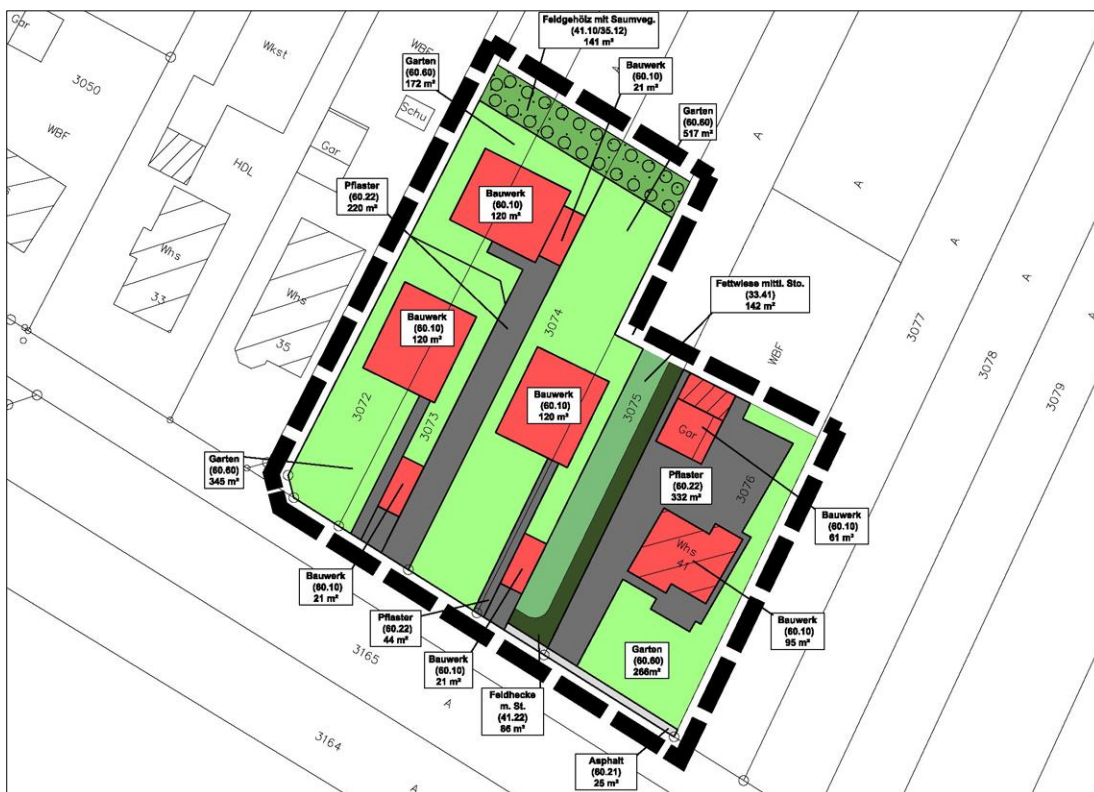 Gar
3050
WBF
Wkst
HDL
Whs
33
Whs
35
Gar
WBF
Schu
Feldgehölz mit Saumveg.
(41.10/35.12)
141 m²
Garten
(60.60)
172 m²
Bauwerk
(60.10)
21 m²
Garten
(60.60)
517 m²
A
A
A
A
A
A
Pflaster
(60.22)
220 m²
Bauwerk
(60.10)
120 m²
Bauwerk
(60.10)
120 m²
Bauwerk
(60.10)
120 m²
Fettwiese mittl. Sto.
(33.41)
142 m²
WBF
3072
3073
3074
3075
3076
3077
3078
3079
Gar
Pflaster
(60.22)
332 m²
Whs
41
Garten
(60.60)
345 m²
Bauwerk
(60.10)
61 m²
Bauwerk
(60.10)
21 m²
Pflaster
(60.22)
44 m²
Bauwerk
(60.10)
21 m²
Bauwerk
(60.10)
95 m²
Garten
(60.60)
266m²
Feldhecke
m. St.
(41.22)
86 m²
Asphalt
(60.21)
25 m²
3165
A
3164
A
A